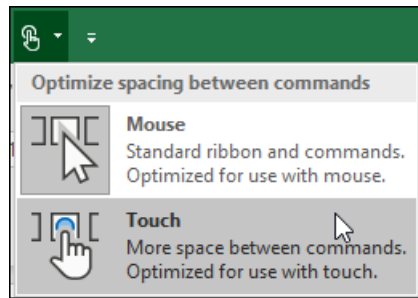 Optimize spacing between commands
Mouse
Standard ribbon and commands.
Optimized for use with mouse.
Touch
More space between commands.
Optimized for use with touch.